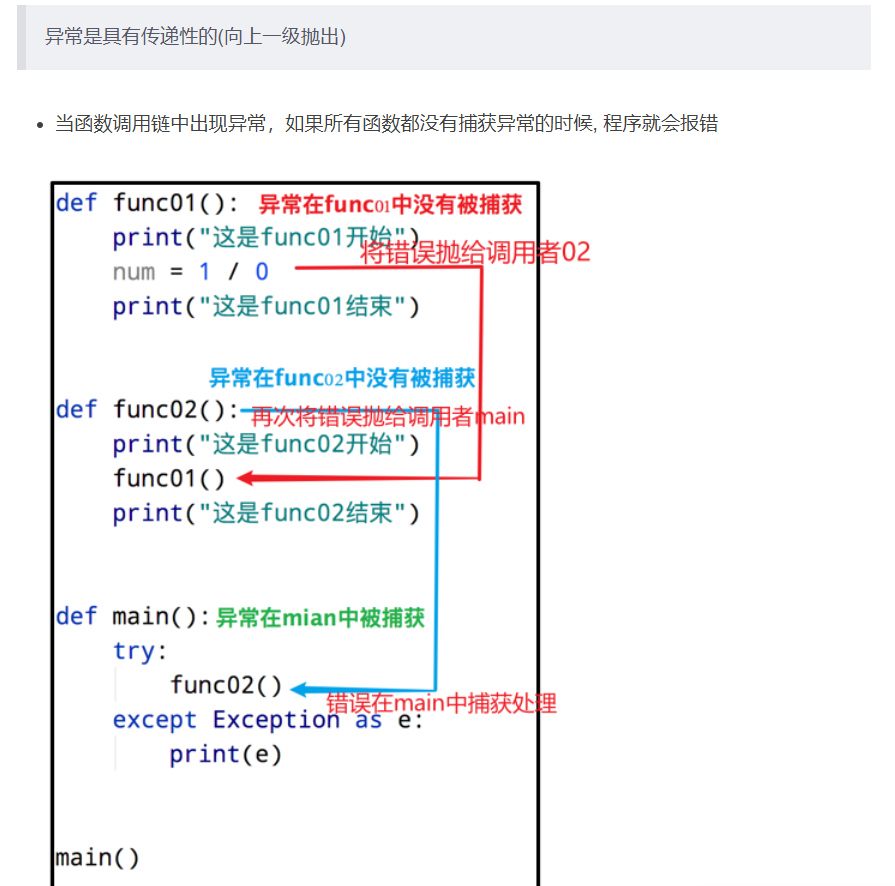 异常是具有传递性的(向上一级抛出)
当函数调用链中出现异常，如果所有函数都没有捕获异常的时候, 程序就会报错
def func01(): 异常在func01中没有被捕获
print("这是func01开始")
将错误抛给调用者02
num = 1 / 0
print("这是func01结束")
异常在func02中没有被捕获
def func02():
再次将错误抛给调用者main
print("这是func02开始")
func01()
print("这是func02结束")
def main(): 异常在mian中被捕获
try:
func02()
错误在main中捕获处理
except Exception as e:
print(e)
main()